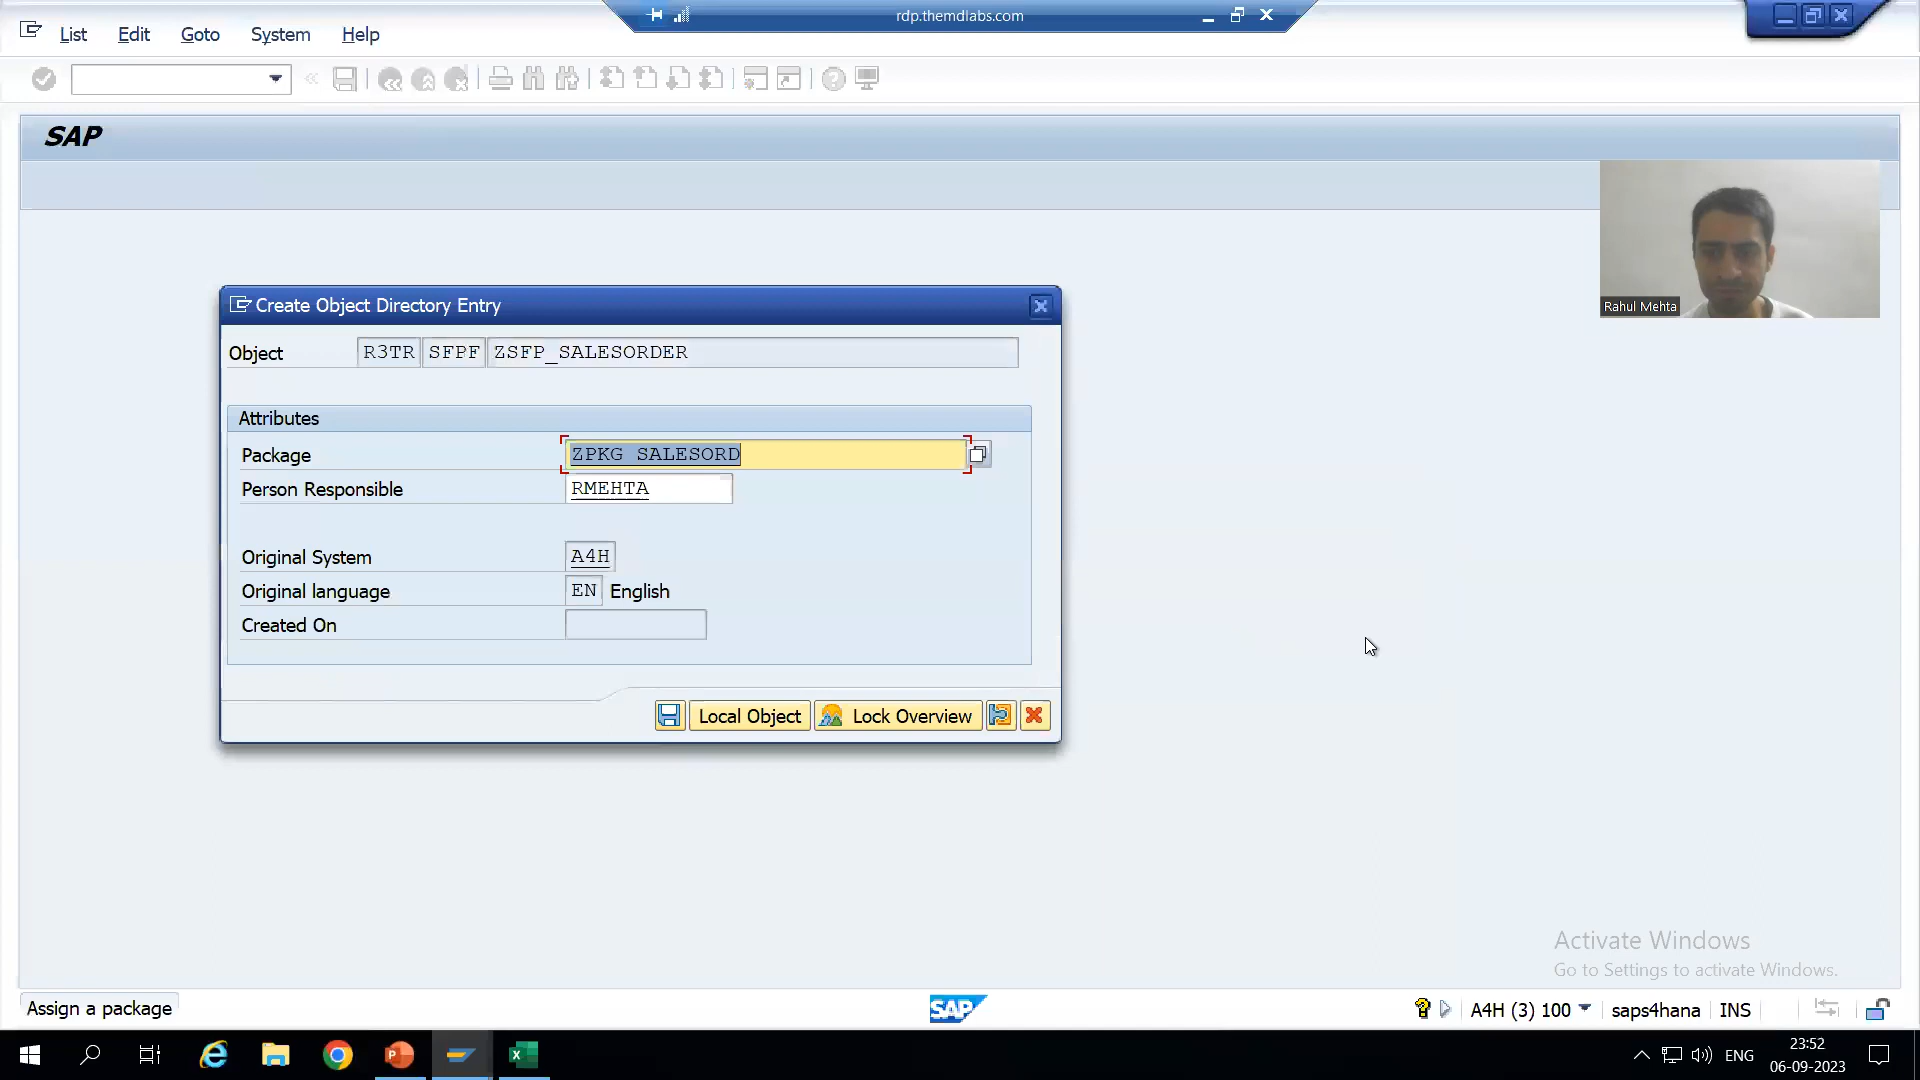 rdp.themdlabs.com
List Edit Goto System Help
SAP
Rahul Mehta
Create Object Directory Entry
Object R3TR SFPF ZSFP_SALESORDER
Attributes
Package ZPKG_SALESORD
Person Responsible RMEHTA
Original System A4H
Original language EN English
Created On
Local Object Lock Overview
Activate Windows
Go to Settings to activate Windows.
Assign a package SAP A4H (3) 100 saps4hana INS
ENG 23:52
06-09-2023